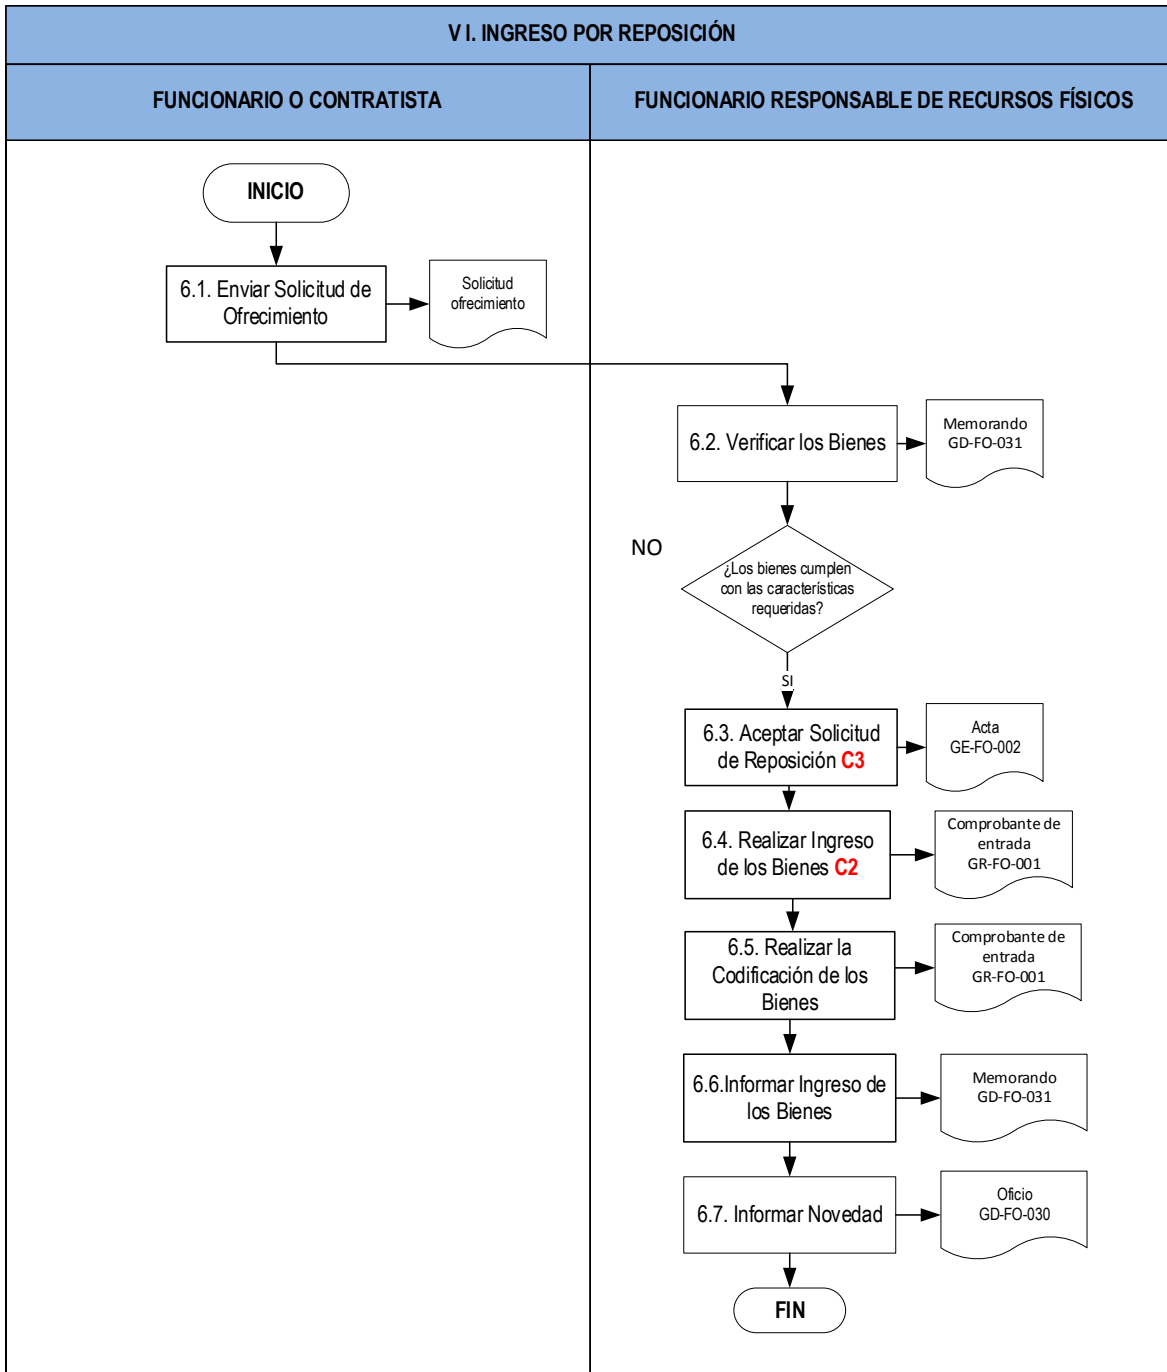 V I. INGRESO POR REPOSICIÓN
FUNCIONARIO O CONTRATISTA
FUNCIONARIO RESPONSABLE DE RECURSOS FÍSICOS
INICIO
6.1. Enviar Solicitud de
Ofrecimiento
Solicitud
ofrecimiento
6.2. Verificar los Bienes
Memorando
GD-FO-031
NO
¿Los bienes cumplen
con las características
requeridas?
SI
6.3. Aceptar Solicitud
de Reposición C3
Acta
GE-FO-002
6.4. Realizar Ingreso
de los Bienes C2
Comprobante de
entrada
GR-FO-001
6.5. Realizar la
Codificación de los
Bienes
Comprobante de
entrada
GR-FO-001
6.6.Informar Ingreso de
los Bienes
Memorando
GD-FO-031
6.7. Informar Novedad
Oficio
GD-FO-030
FIN